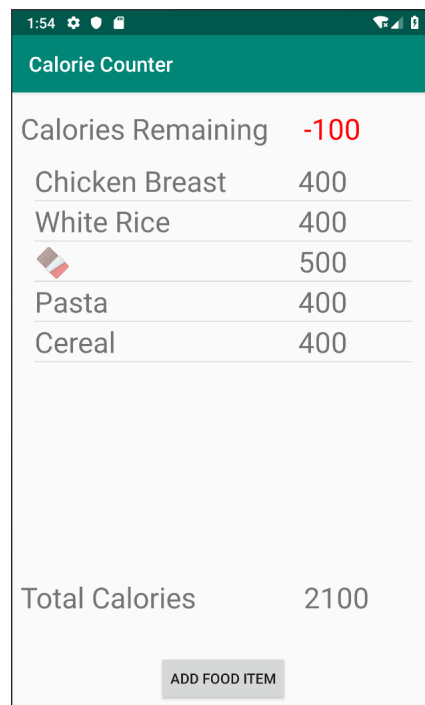 1:54
Calorie Counter
Calories Remaining -100
Chicken Breast 400
White Rice 400
🍫 500
Pasta 400
Cereal 400
Total Calories 2100
ADD FOOD ITEM